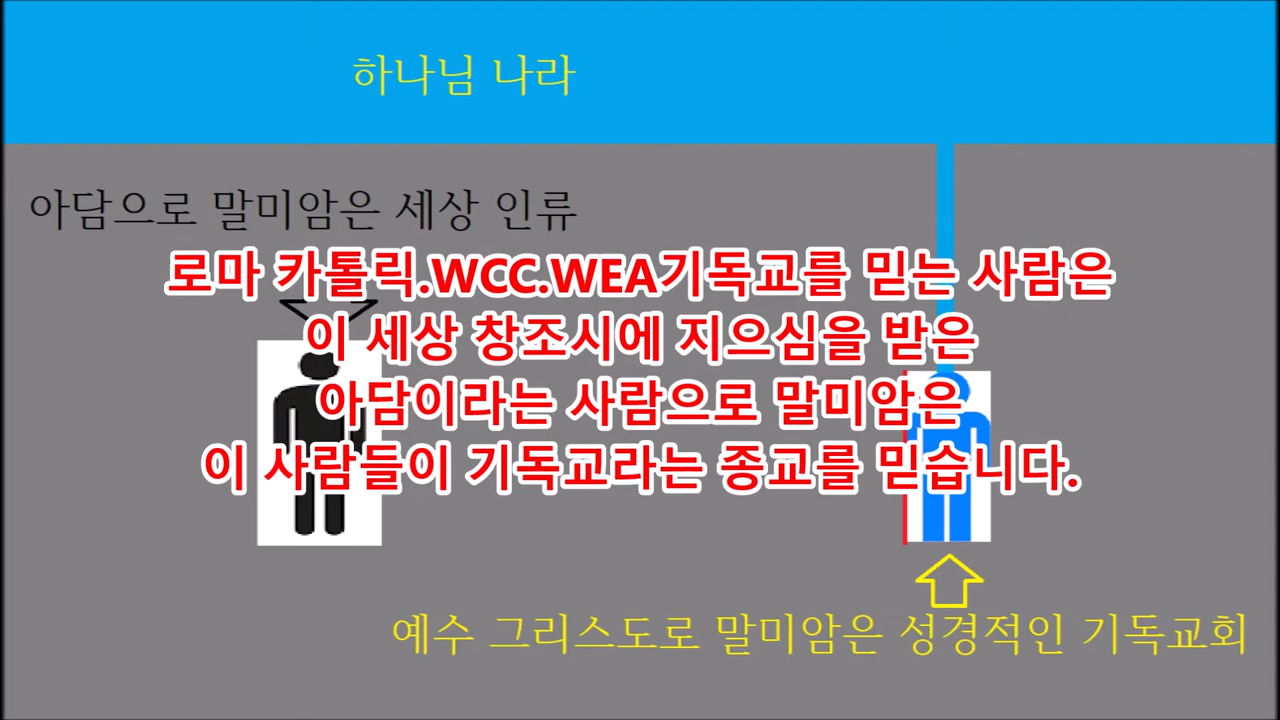 하나님 나라
아담으로 말미암은 세상 인류
로마 카톨릭.WCC.WEA기독교를 믿는 사람은
이 세상 창조시에 지으심을 받은
아담이라는 사람으로 말미암은
이 사람들이 기독교라는 종교를 믿습니다.
예수 그리스도로 말미암은 성경적인 기독교회